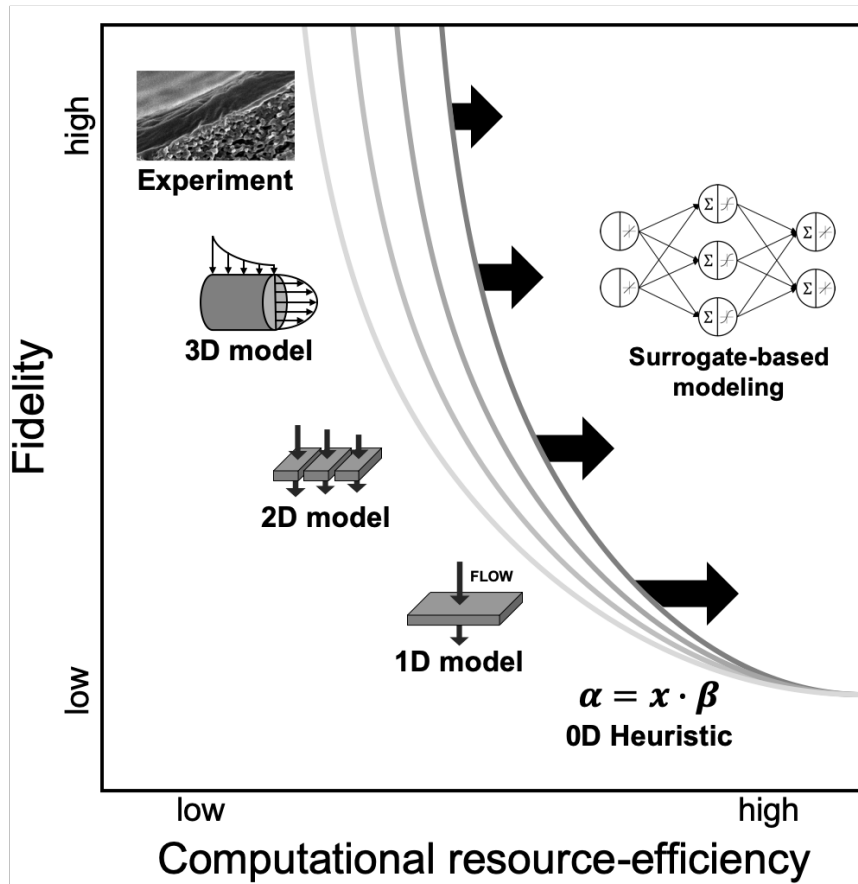 high
Experiment
3D model
Σ
Σ
Σ
Σ
Σ
Surrogate-based
modeling
Fidelity
2D model
FLOW
1D model
low
α = x · β
0D Heuristic
low
high
Computational resource-efficiency